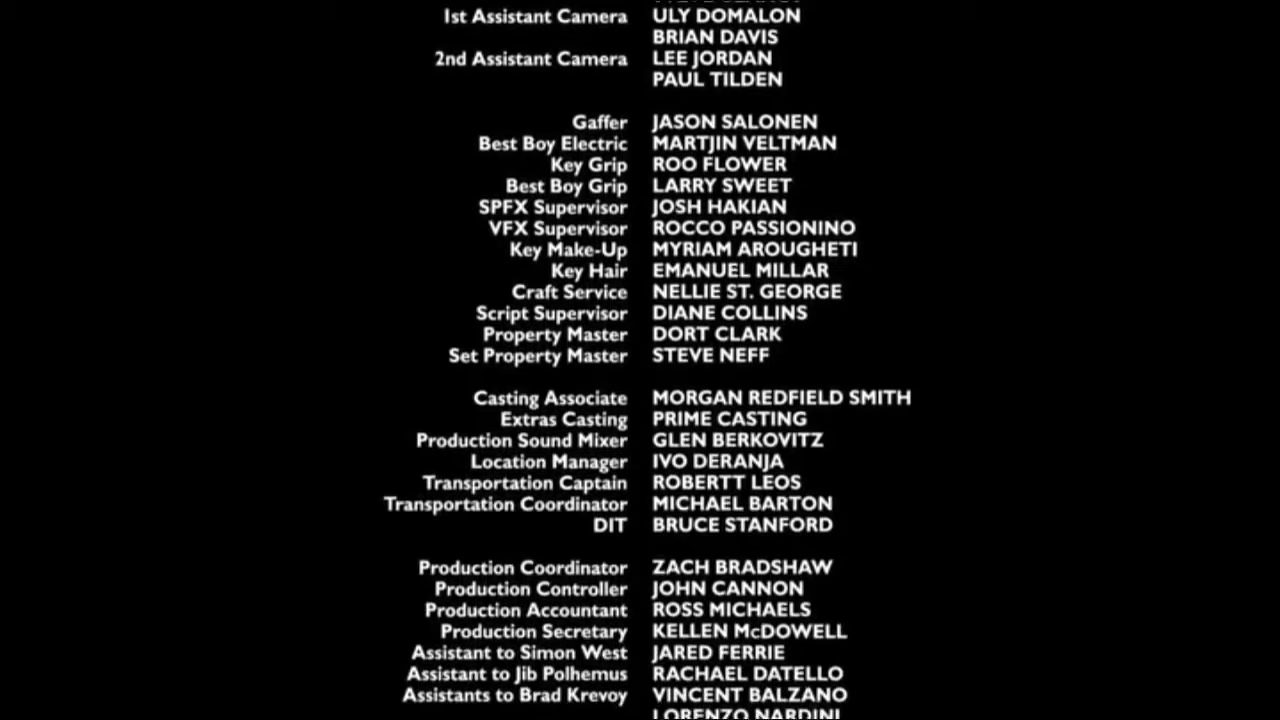 1st Assistant Camera ULY DOMALON
BRIAN DAVIS
2nd Assistant Camera LEE JORDAN
PAUL TILDEN
Gaffer JASON SALONEN
Best Boy Electric MARTJIN VELTMAN
Key Grip ROO FLOWER
Best Boy Grip LARRY SWEET
SPFX Supervisor JOSH HAKIAN
VFX Supervisor ROCCO PASSIONINO
Key Make-Up MYRIAM AROUGHETI
Key Hair EMANUEL MILLAR
Craft Service NELLIE ST. GEORGE
Script Supervisor DIANE COLLINS
Property Master DORT CLARK
Set Property Master STEVE NEFF
Casting Associate MORGAN REDFIELD SMITH
Extras Casting PRIME CASTING
Production Sound Mixer GLEN BERKOVITZ
Location Manager IVO DERANJA
Transportation Captain ROBERTT LEOS
Transportation Coordinator MICHAEL BARTON
DIT BRUCE STANFORD
Production Coordinator ZACH BRADSHAW
Production Controller JOHN CANNON
Production Accountant ROSS MICHAELS
Production Secretary KELLEN McDOWELL
Assistant to Simon West JARED FERRIE
Assistant to Jib Polhemus RACHAEL DATELLO
Assistants to Brad Krevoy VINCENT BALZANO
LORENZO NARDINI